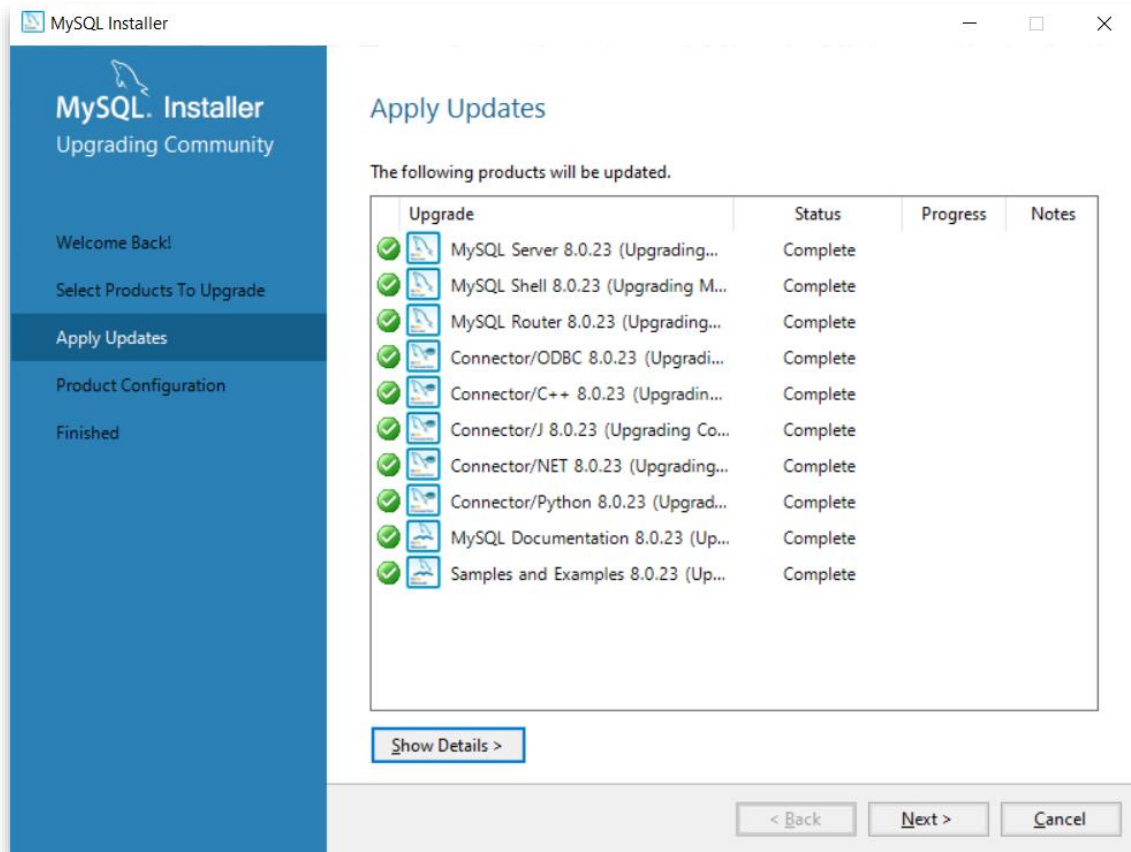 MySQL Installer
MySQL. Installer
Upgrading Community
Welcome Back!
Select Products To Upgrade
Apply Updates
Product Configuration
Finished
Apply Updates
The following products will be updated.
Upgrade Status Progress Notes
MySQL Server 8.0.23 (Upgrading... Complete
MySQL Shell 8.0.23 (Upgrading M... Complete
MySQL Router 8.0.23 (Upgrading... Complete
Connector/ODBC 8.0.23 (Upgradi... Complete
Connector/C++ 8.0.23 (Upgradin... Complete
Connector/J 8.0.23 (Upgrading Co... Complete
Connector/NET 8.0.23 (Upgrading... Complete
Connector/Python 8.0.23 (Upgrad... Complete
MySQL Documentation 8.0.23 (Up... Complete
Samples and Examples 8.0.23 (Up... Complete
Show Details >
< Back Next > Cancel